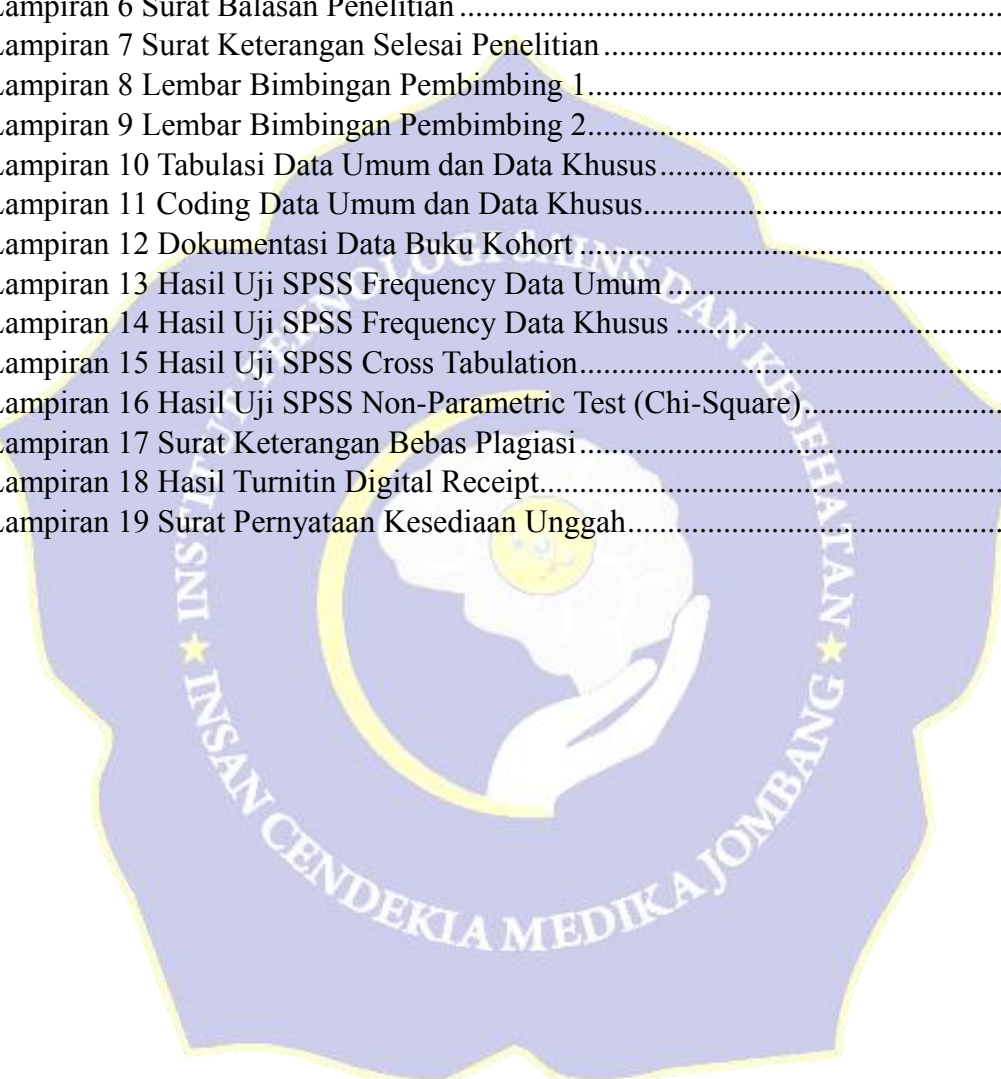 Lampiran 6 Surat Balasan Penelitian ..........................................................................
Lampiran 7 Surat Keterangan Selesai Penelitian ........................................................
Lampiran 8 Lembar Bimbingan Pembimbing 1..........................................................
Lampiran 9 Lembar Bimbingan Pembimbing 2..........................................................
Lampiran 10 Tabulasi Data Umum dan Data Khusus.................................................
Lampiran 11 Coding Data Umum dan Data Khusus...................................................
Lampiran 12 Dokumentasi Data Buku Kohort ...........................................................
Lampiran 13 Hasil Uji SPSS Frequency Data Umum ................................................
Lampiran 14 Hasil Uji SPSS Frequency Data Khusus ...............................................
Lampiran 15 Hasil Uji SPSS Cross Tabulation...........................................................
Lampiran 16 Hasil Uji SPSS Non-Parametric Test (Chi-Square)...............................
Lampiran 17 Surat Keterangan Bebas Plagiasi...........................................................
Lampiran 18 Hasil Turnitin Digital Receipt................................................................
Lampiran 19 Surat Pernyataan Kesediaan Unggah.....................................................
INSTITUT TEKNOLOGI SAINS DAN KESEHATAN
INSAN CENDEKIA MEDIKA JOMBANG